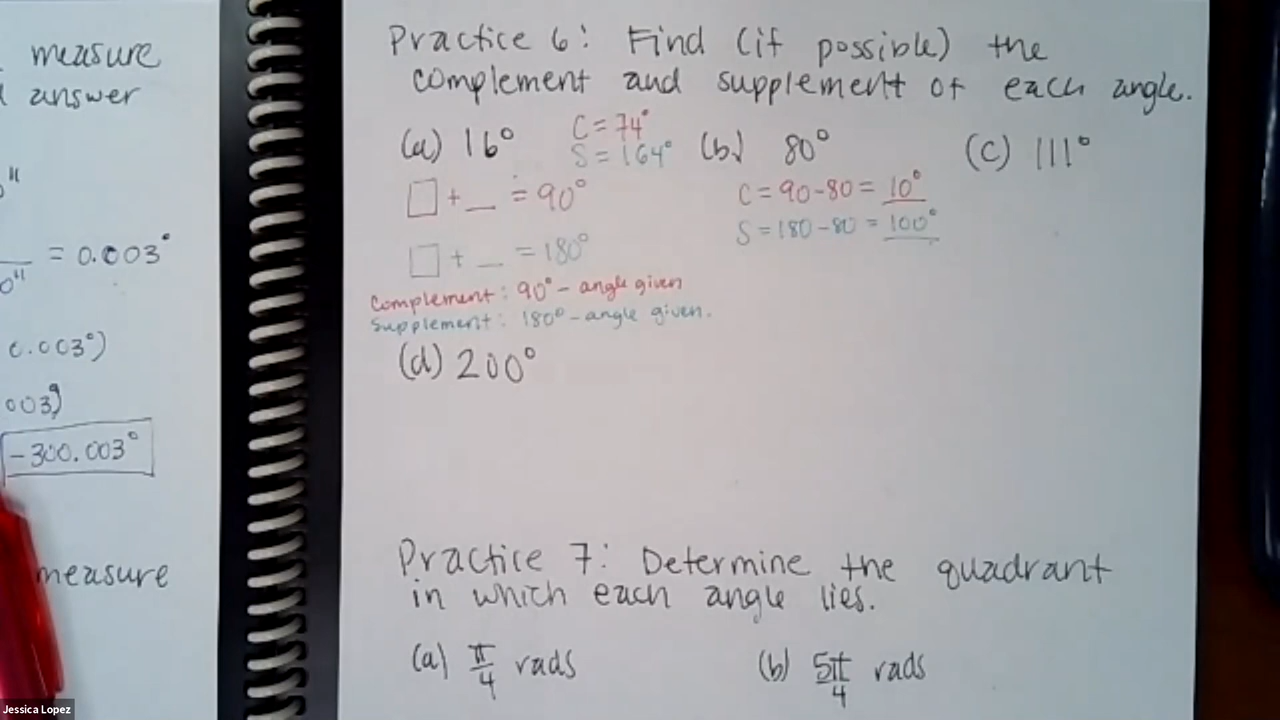 measure
answer
= 0.003°
0.003°)
003)
-300.003°
measure
Practice 6: Find (if possible) the
complement and supplement of each angle.
(a) 16° C = 74°
S = 164°
□ + _ = 90°
□ + _ = 180°
Complement: 90° - angle given
Supplement: 180° - angle given.
(b) 80°
C = 90-80 = 10°
S = 180-80 = 100°
(c) 111°
(d) 200°
Practice 7: Determine the quadrant
in which each angle lies.
(a) π/4 rads (b) 5π/4 rads
Jessica Lopez